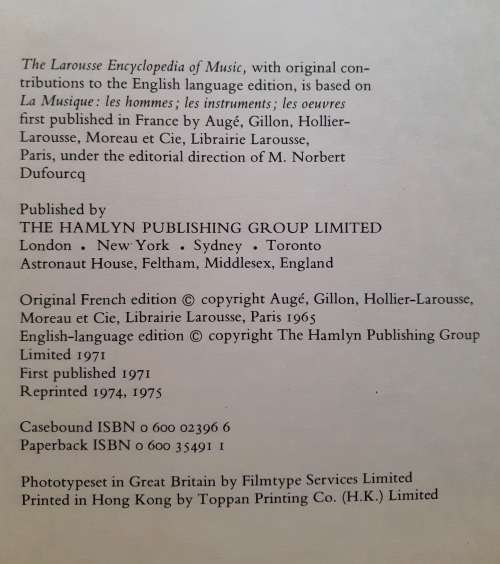 The Larousse Encyclopedia of Music, with original con-
tributions to the English language edition, is based on
La Musique: les hommes; les instruments; les oeuvres
first published in France by Augé, Gillon, Hollier-
Larousse, Moreau et Cie, Librairie Larousse,
Paris, under the editorial direction of M. Norbert
Dufourcq
Published by
THE HAMLYN PUBLISHING GROUP LIMITED
London • New York • Sydney • Toronto
Astronaut House, Feltham, Middlesex, England
Original French edition © copyright Augé, Gillon, Hollier-Larousse,
Moreau et Cie, Librairie Larousse, Paris 1965
English-language edition © copyright The Hamlyn Publishing Group
Limited 1971
First published 1971
Reprinted 1974, 1975
Casebound ISBN 0 600 02396 6
Paperback ISBN 0 600 35491 1
Phototypeset in Great Britain by Filmtype Services Limited
Printed in Hong Kong by Toppan Printing Co. (H.K.) Limited